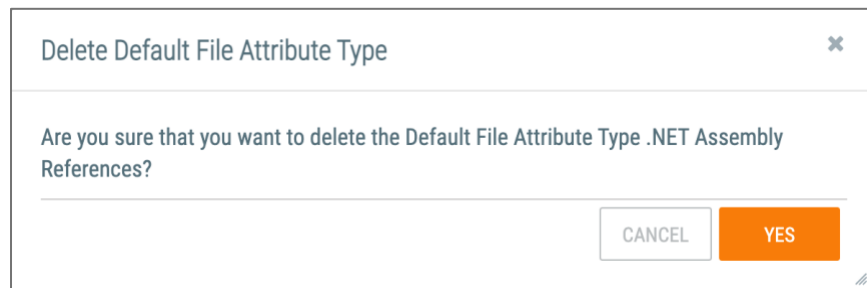 Delete Default File Attribute Type
Are you sure that you want to delete the Default File Attribute Type .NET Assembly
References?
CANCEL
YES